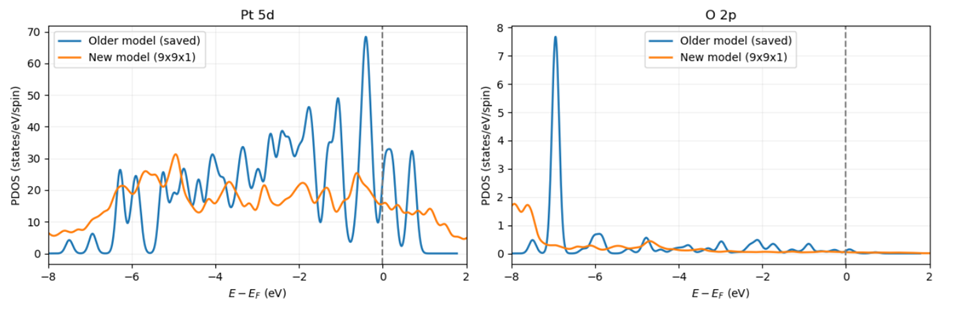 Pt 5d
O 2p
Older model (saved)
New model (9x9x1)
PDOS (states/eV/spin)
70
60
50
40
30
20
10
0
−8
−6
−4
−2
0
2
E − E_F (eV)
Older model (saved)
New model (9x9x1)
PDOS (states/eV/spin)
8
7
6
5
4
3
2
1
0
−8
−6
−4
−2
0
2
E − E_F (eV)